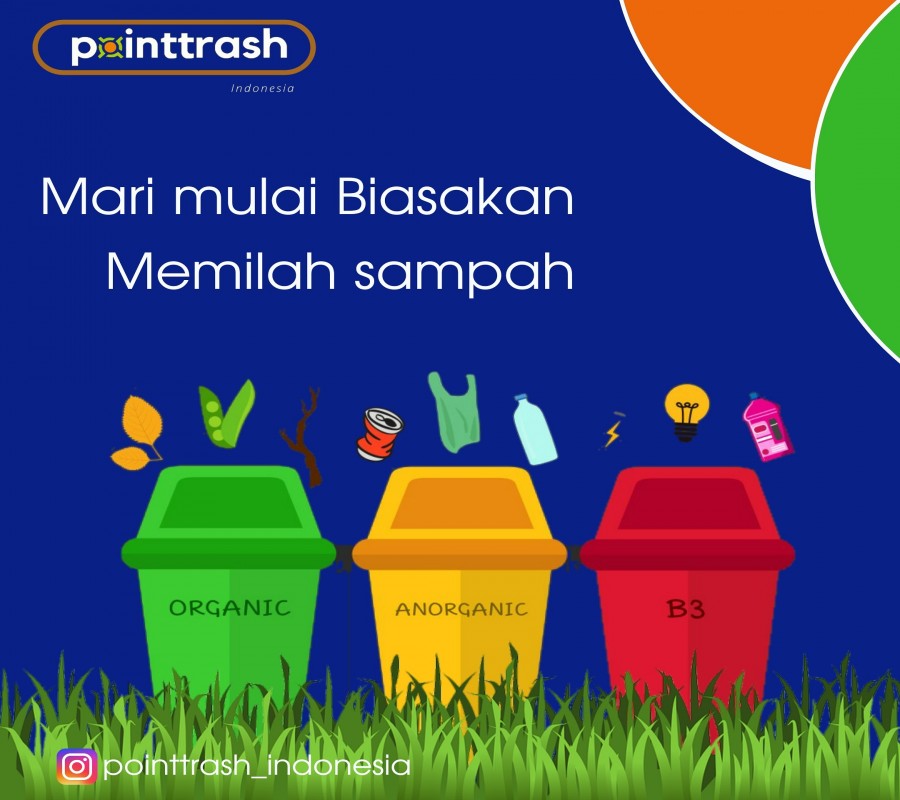 pointtrash
Indonesia
Mari mulai Biasakan
Memilah sampah
ORGANIC
ANORGANIC
B3
pointtrash_indonesia